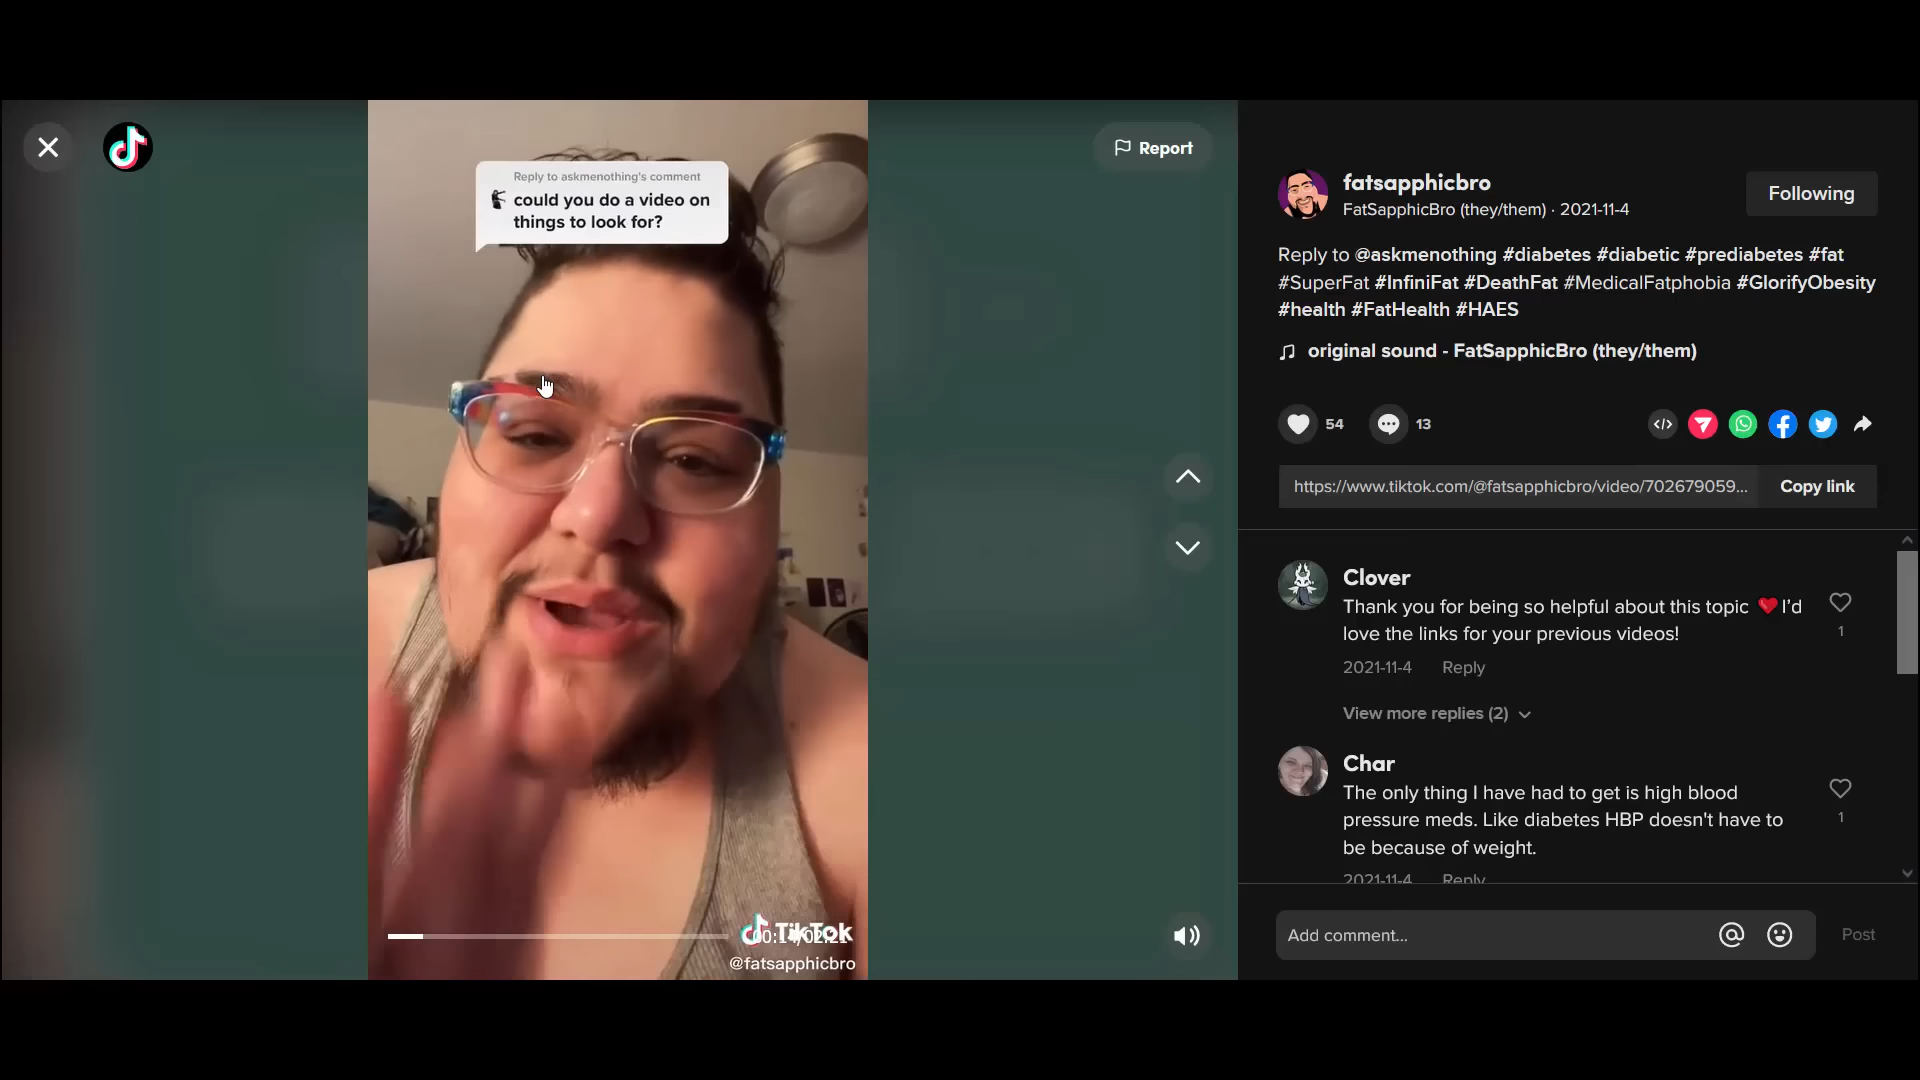 Reply to askmenothing's comment
could you do a video on
things to look for?
Report
TikTok
@fatsapphicbro
fatsapphicbro
FatSapphicBro (they/them) · 2021-11-4
Following
Reply to @askmenothing #diabetes #diabetic #prediabetes #fat
#SuperFat #InfiniFat #DeathFat #MedicalFatphobia #GlorifyObesity
#health #FatHealth #HAES
original sound - FatSapphicBro (they/them)
54
13
https://www.tiktok.com/@fatsapphicbro/video/702679059...
Copy link
Clover
Thank you for being so helpful about this topic ❤️I'd
love the links for your previous videos!
1
2021-11-4 Reply
View more replies (2)
Char
The only thing I have had to get is high blood
pressure meds. Like diabetes HBP doesn't have to
be because of weight.
1
2021-11-4 Reply
Add comment...
Post